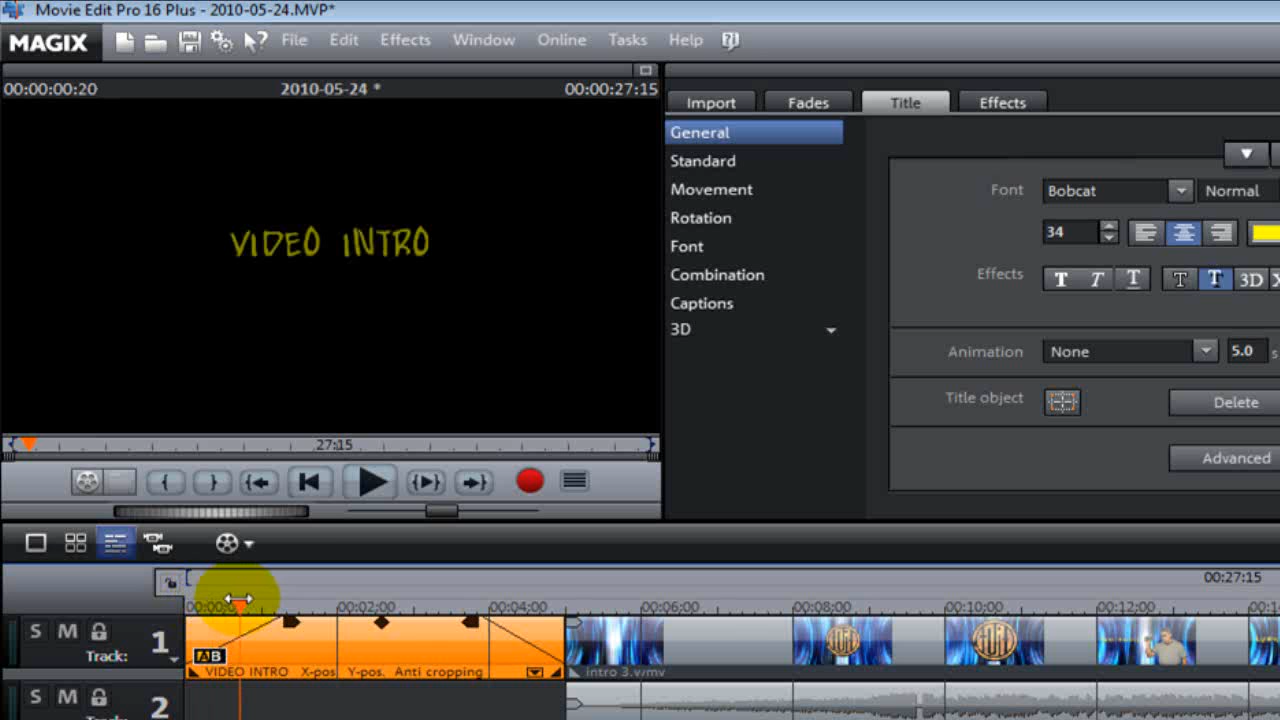 Movie Edit Pro 16 Plus - 2010-05-24.MVP*
MAGIX File Edit Effects Window Online Tasks Help
00:00:00:20 2010-05-24 * 00:00:27:15
Import Fades Title Effects
General
Standard
Movement
Rotation
Font
Combination
Captions
3D
Font Bobcat Normal
34
Effects T T T T T 3D
Animation None 5.0 s
Title object Delete
Advanced
VIDEO INTRO
27:15
00:27:15
00:02:00 00:04:00 00:06:00 00:08:00 00:10:00 00:12:00
S M 1
Track:
AB
VIDEO INTRO X-pos Y-pos. Anti cropping
intro 3.wmv
S M 2